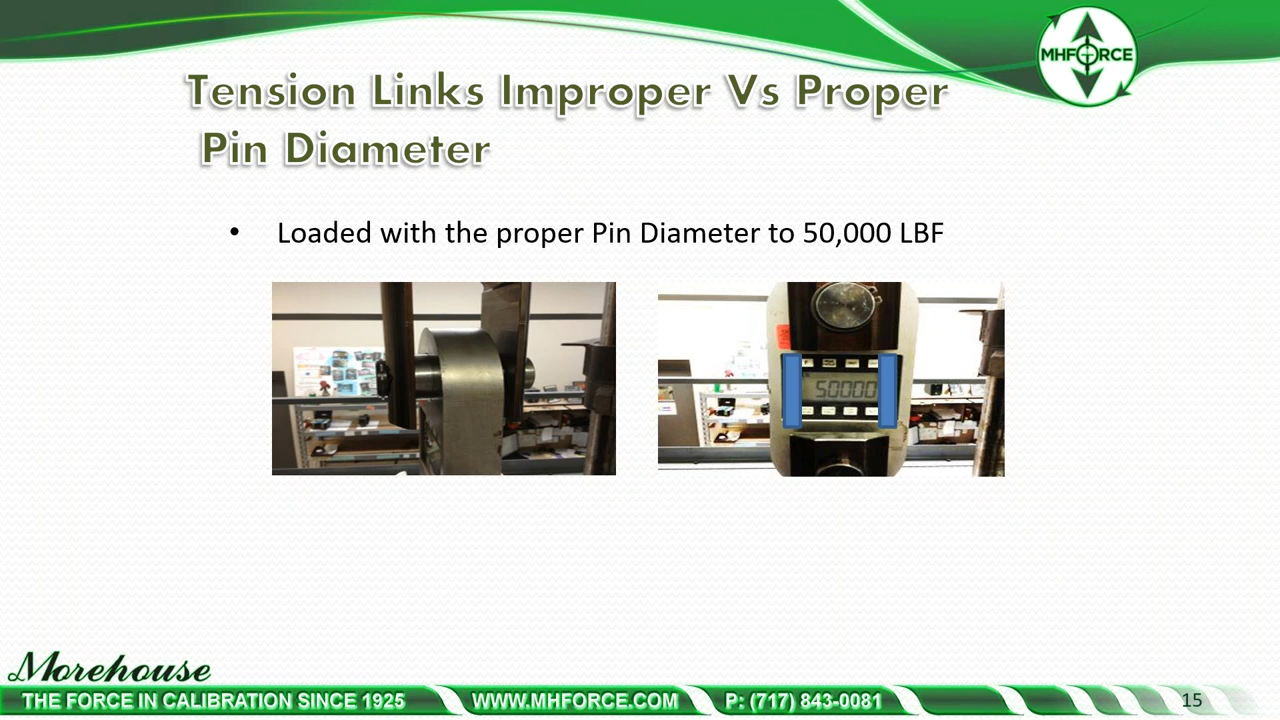 MHFORCE
Tension Links Improper Vs Proper
Pin Diameter
• Loaded with the proper Pin Diameter to 50,000 LBF
50000
Morehouse
THE FORCE IN CALIBRATION SINCE 1925 WWW.MHFORCE.COM P: (717) 843-0081 15